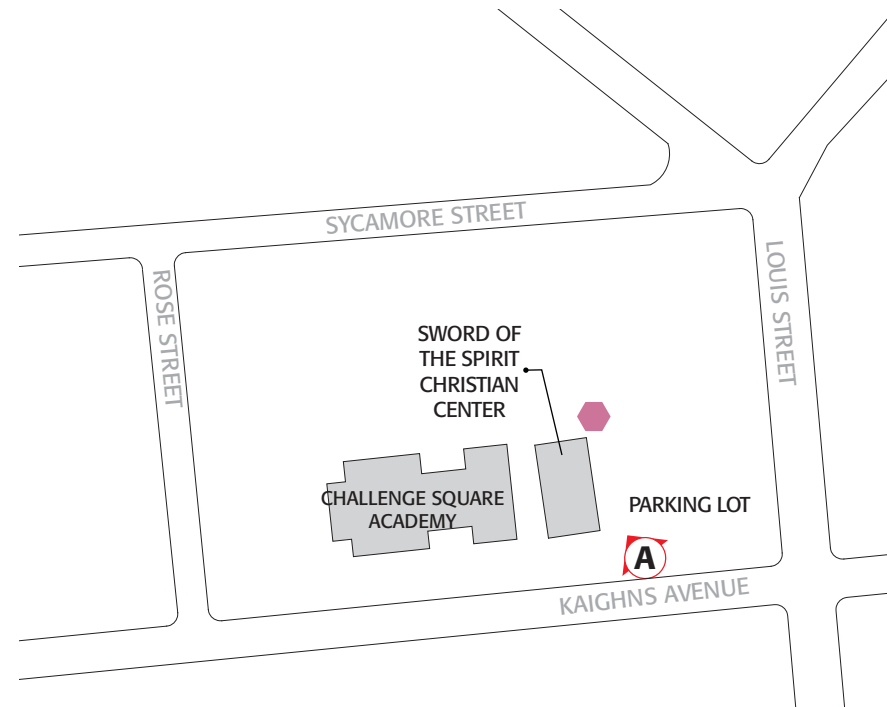 SYCAMORE STREET
ROSE STREET
LOUIS STREET
SWORD OF
THE SPIRIT
CHRISTIAN
CENTER
CHALLENGE SQUARE
ACADEMY
PARKING LOT
A
KAIGHNS AVENUE